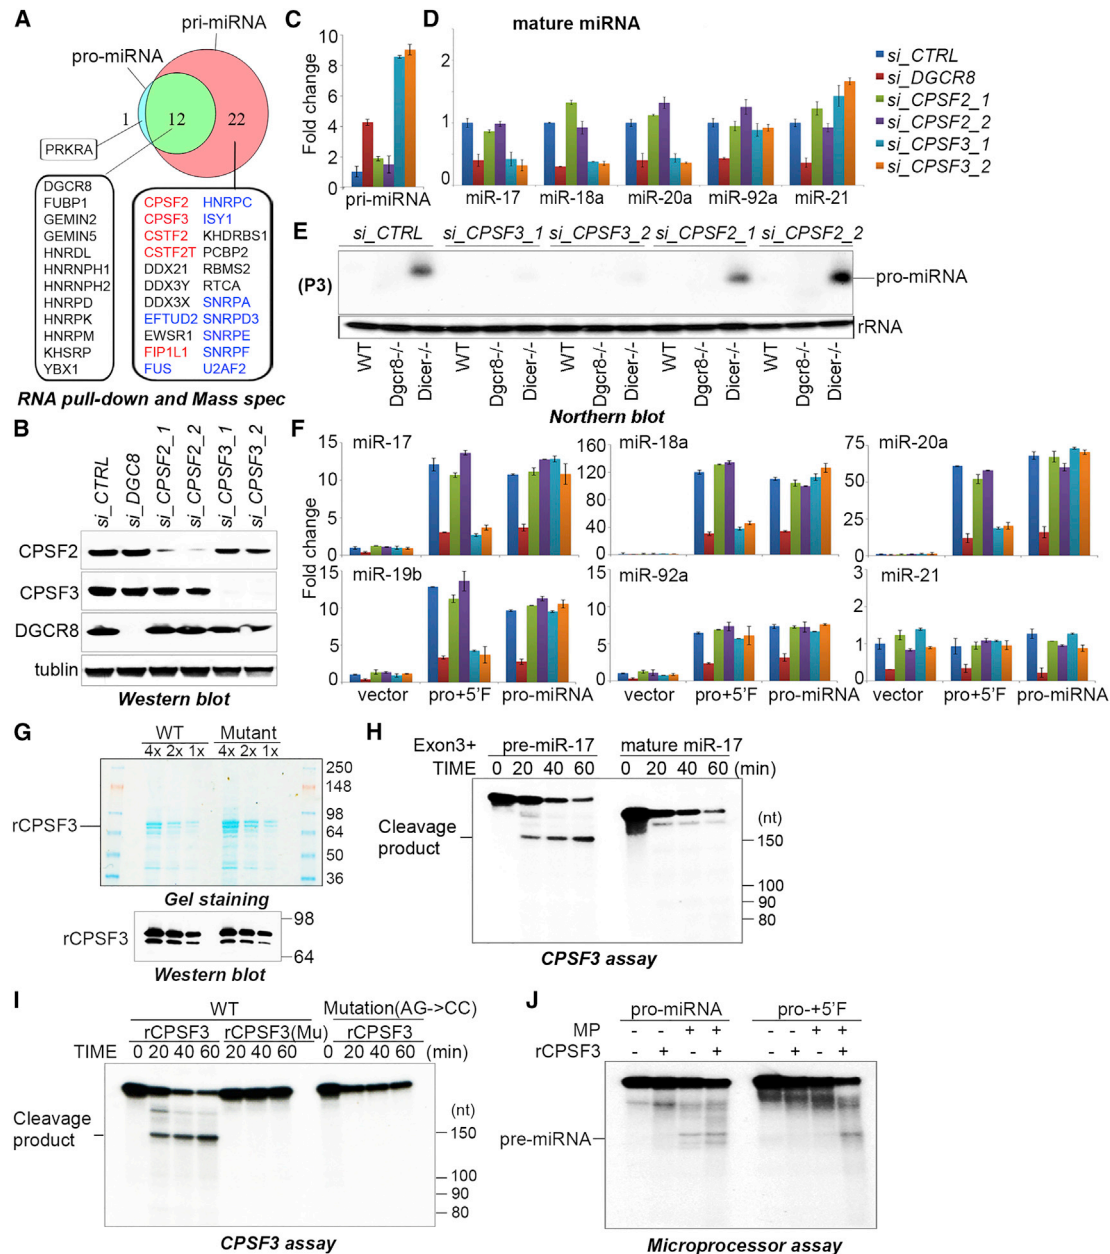 A
pri-miRNA
pro-miRNA
1
12
22
PRKRA
DGCR8
FUBP1
GEMIN2
GEMIN5
HNRDL
HNRNPH1
HNRNPH2
HNRPD
HNRPK
HNRPM
KHSRP
YBX1
CPSF2 HNRPC
CPSF3 ISY1
CSTF2 KHDRBS1
CSTF2T PCBP2
DDX21 RBMS2
DDX3Y RTCA
DDX3X SNRPA
EFTUD2 SNRPD3
EWSR1 SNRPE
FIP1L1 SNRPF
FUS U2AF2
RNA pull-down and Mass spec
B
si_CTRL
si_DGC8
si_CPSF2_1
si_CPSF2_2
si_CPSF3_1
si_CPSF3_2
CPSF2
CPSF3
DGCR8
tublin
Western blot
C
Fold change
10
8
6
4
2
0
pri-miRNA
D
mature miRNA
2
1
0
miR-17 miR-18a miR-20a miR-92a miR-21
si_CTRL
si_DGCR8
si_CPSF2_1
si_CPSF2_2
si_CPSF3_1
si_CPSF3_2
E
si_CTRL si_CPSF3_1 si_CPSF3_2 si_CPSF2_1 si_CPSF2_2
(P3)
pro-miRNA
rRNA
WT Dgcr8-/- Dicer-/- WT Dgcr8-/- Dicer-/- WT Dgcr8-/- Dicer-/- WT Dgcr8-/- Dicer-/- WT Dgcr8-/- Dicer-/-
Northern blot
F
Fold change
miR-17
15
10
5
0
miR-18a
160
120
80
40
0
miR-20a
75
50
25
0
miR-19b
15
10
5
0
vector pro+5'F pro-miRNA
miR-92a
15
10
5
0
vector pro+5'F pro-miRNA
miR-21
3
2
1
0
vector pro+5'F pro-miRNA
G
WT Mutant
4x 2x 1x 4x 2x 1x
250
148
98
64
50
36
rCPSF3
Gel staining
98
rCPSF3
64
Western blot
H
Exon3+ pre-miR-17 mature miR-17
TIME 0 20 40 60 0 20 40 60 (min)
(nt)
Cleavage
product
150
100
90
80
CPSF3 assay
I
WT Mutation(AG->CC)
rCPSF3 rCPSF3(Mu) rCPSF3
TIME 0 20 40 60 20 40 60 0 20 40 60 (min)
(nt)
Cleavage
product
150
100
90
80
CPSF3 assay
J
pro-miRNA pro-+5'F
MP - - + + - - + +
rCPSF3 - + - + - + - +
pre-miRNA
Microprocessor assay